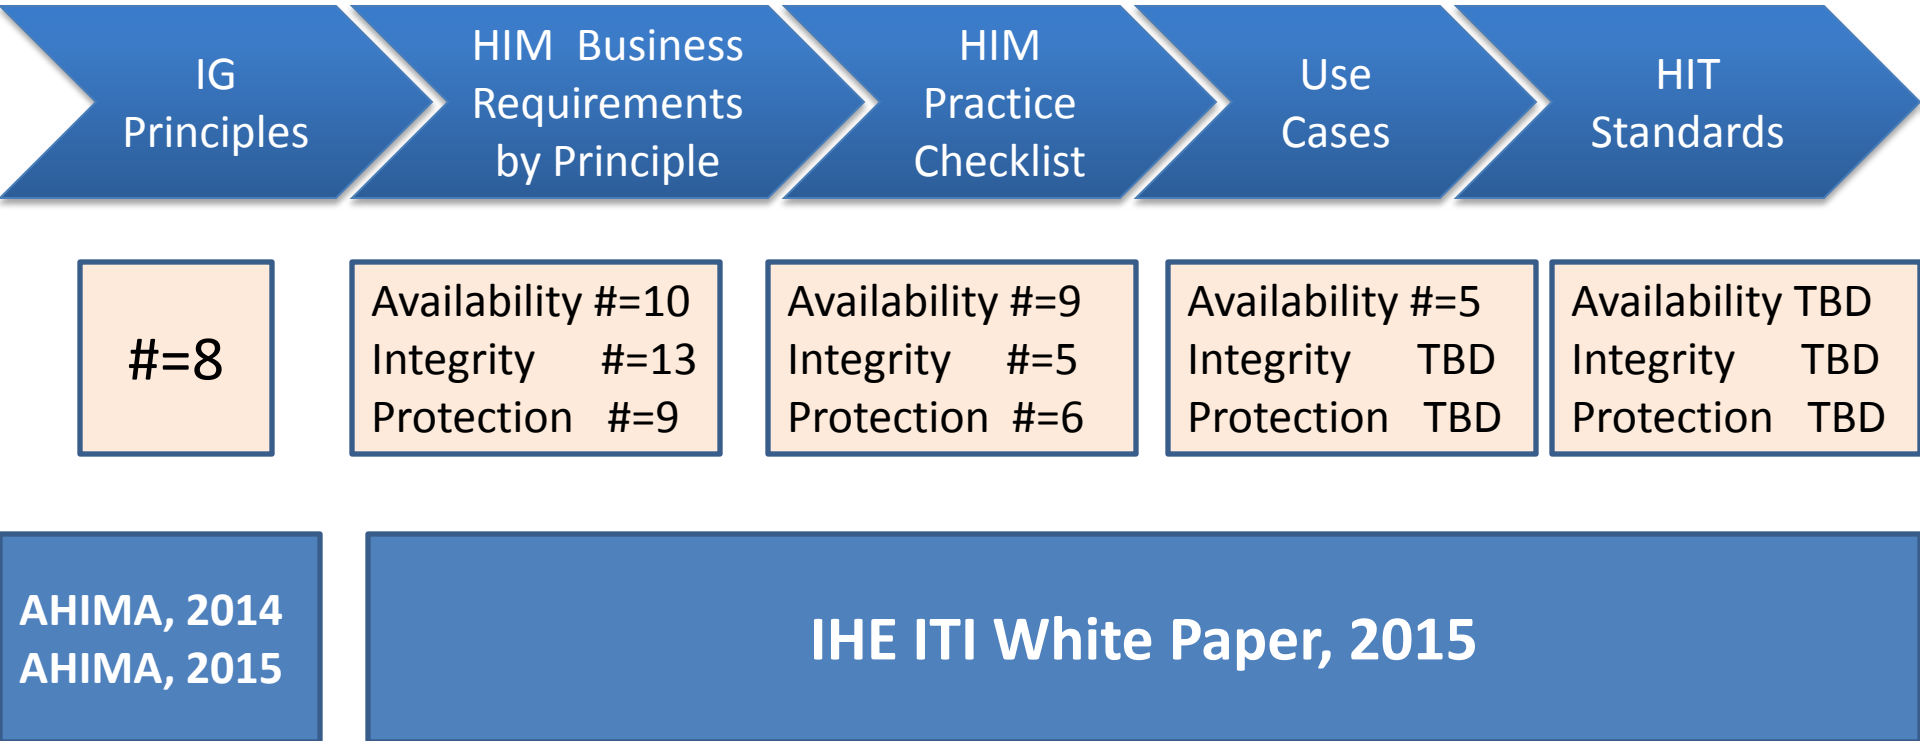 IG
Principles
HIM Business
Requirements
by Principle
HIM
Practice
Checklist
Use
Cases
HIT
Standards
#=8
Availability #=10
Integrity #=13
Protection #=9
Availability #=9
Integrity #=5
Protection #=6
Availability #=5
Integrity TBD
Protection TBD
Availability TBD
Integrity TBD
Protection TBD
AHIMA, 2014
AHIMA, 2015
IHE ITI White Paper, 2015